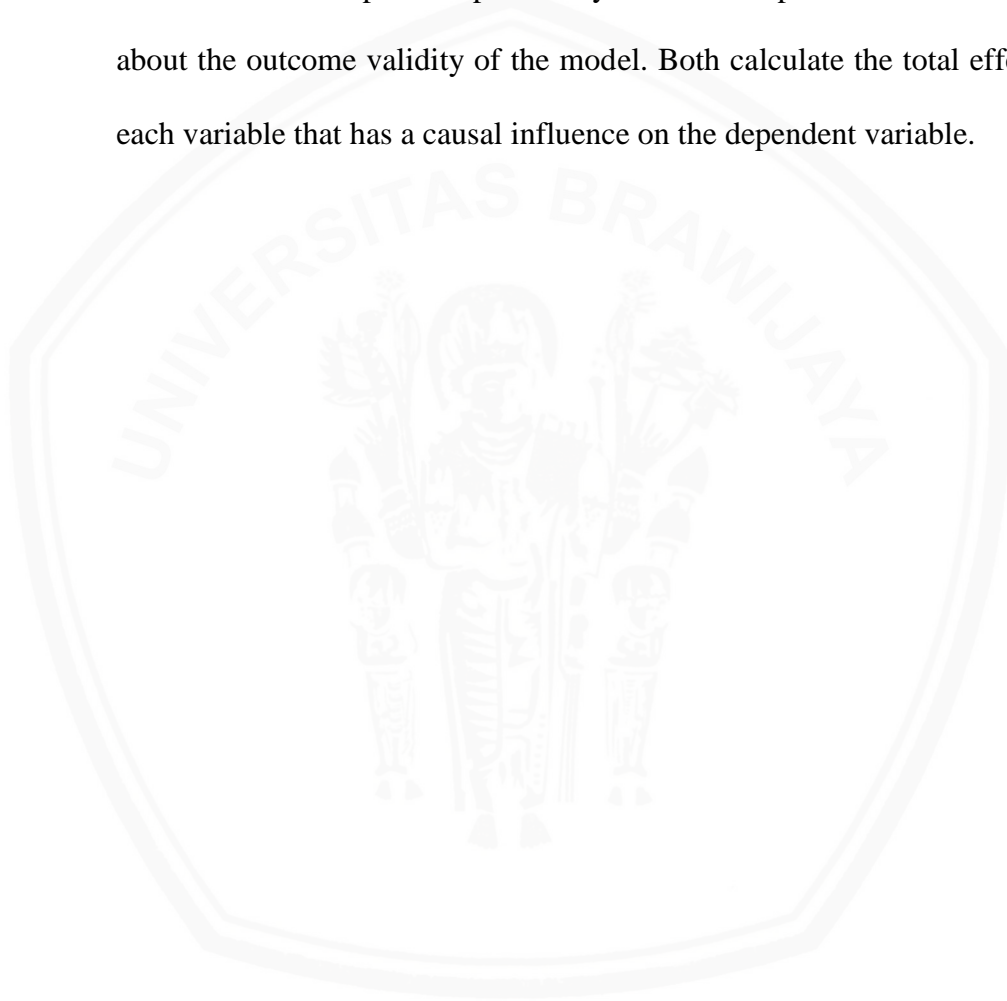 about the outcome validity of the model. Both calculate the total
each variable that has a causal influence on the dependent variable.
UNIVERSITAS BRAWIJAYA